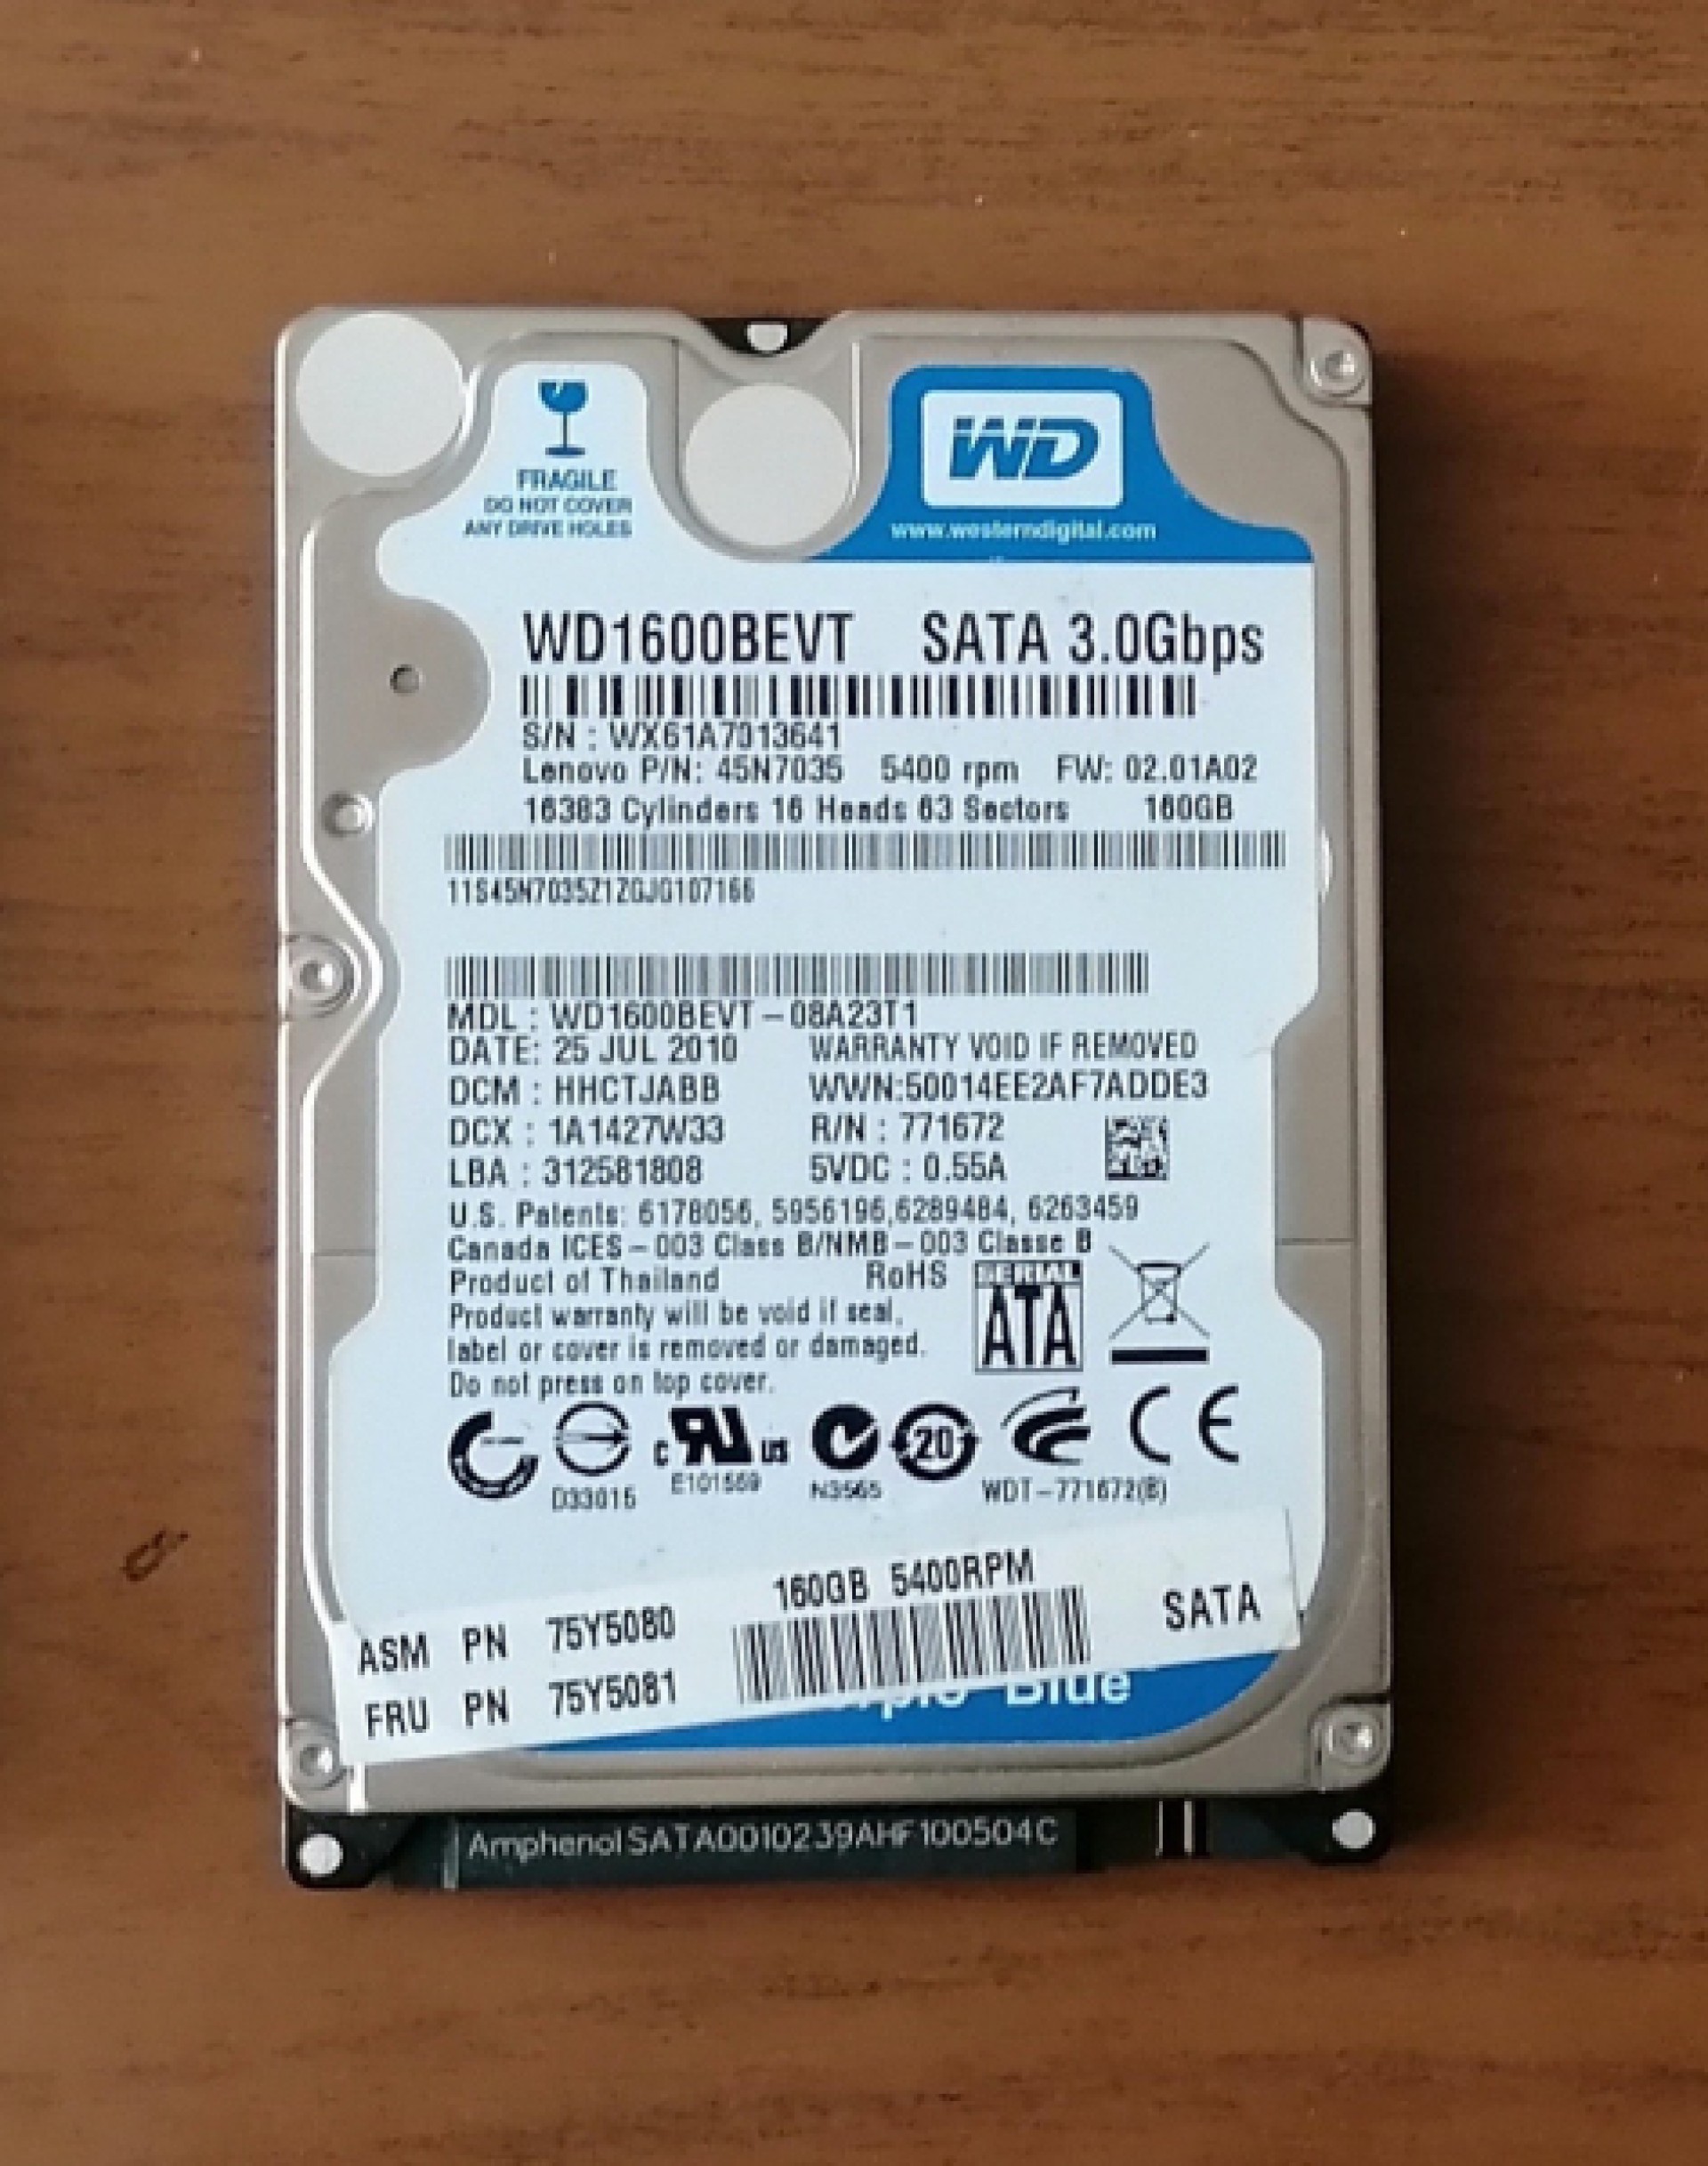 FRAGILE
DO NOT COVER
ANY DRIVE HOLES
WD
www.westerndigital.com
WD1600BEVT SATA 3.0Gbps
S/N : WX61A7013641
Lenovo P/N: 45N7035 5400 rpm FW: 02.01A02
16383 Cylinders 16 Heads 63 Sectors 160GB
11S45N7035Z1ZGJ0107166
MDL : WD1600BEVT-08A23T1
DATE: 25 JUL 2010 WARRANTY VOID IF REMOVED
DCM : HHCTJABB WWN:50014EE2AF7ADDE3
DCX : 1A1427W33 R/N : 771672
LBA : 312581808 5VDC : 0.55A
U.S. Patents: 6178056, 5956196,6289484, 6263459
Canada ICES-003 Class B/NMB-003 Classe B
Product of Thailand RoHS SERIAL ATA
Product warranty will be void if seal,
label or cover is removed or damaged.
Do not press on top cover.
c UR us 20 CE
D33015 E101559 N3565 WDT-771672(B)
160GB 5400RPM
ASM PN 75Y5080 SATA
FRU PN 75Y5081
Blue
Amphenol SATA0010239AHF100504C